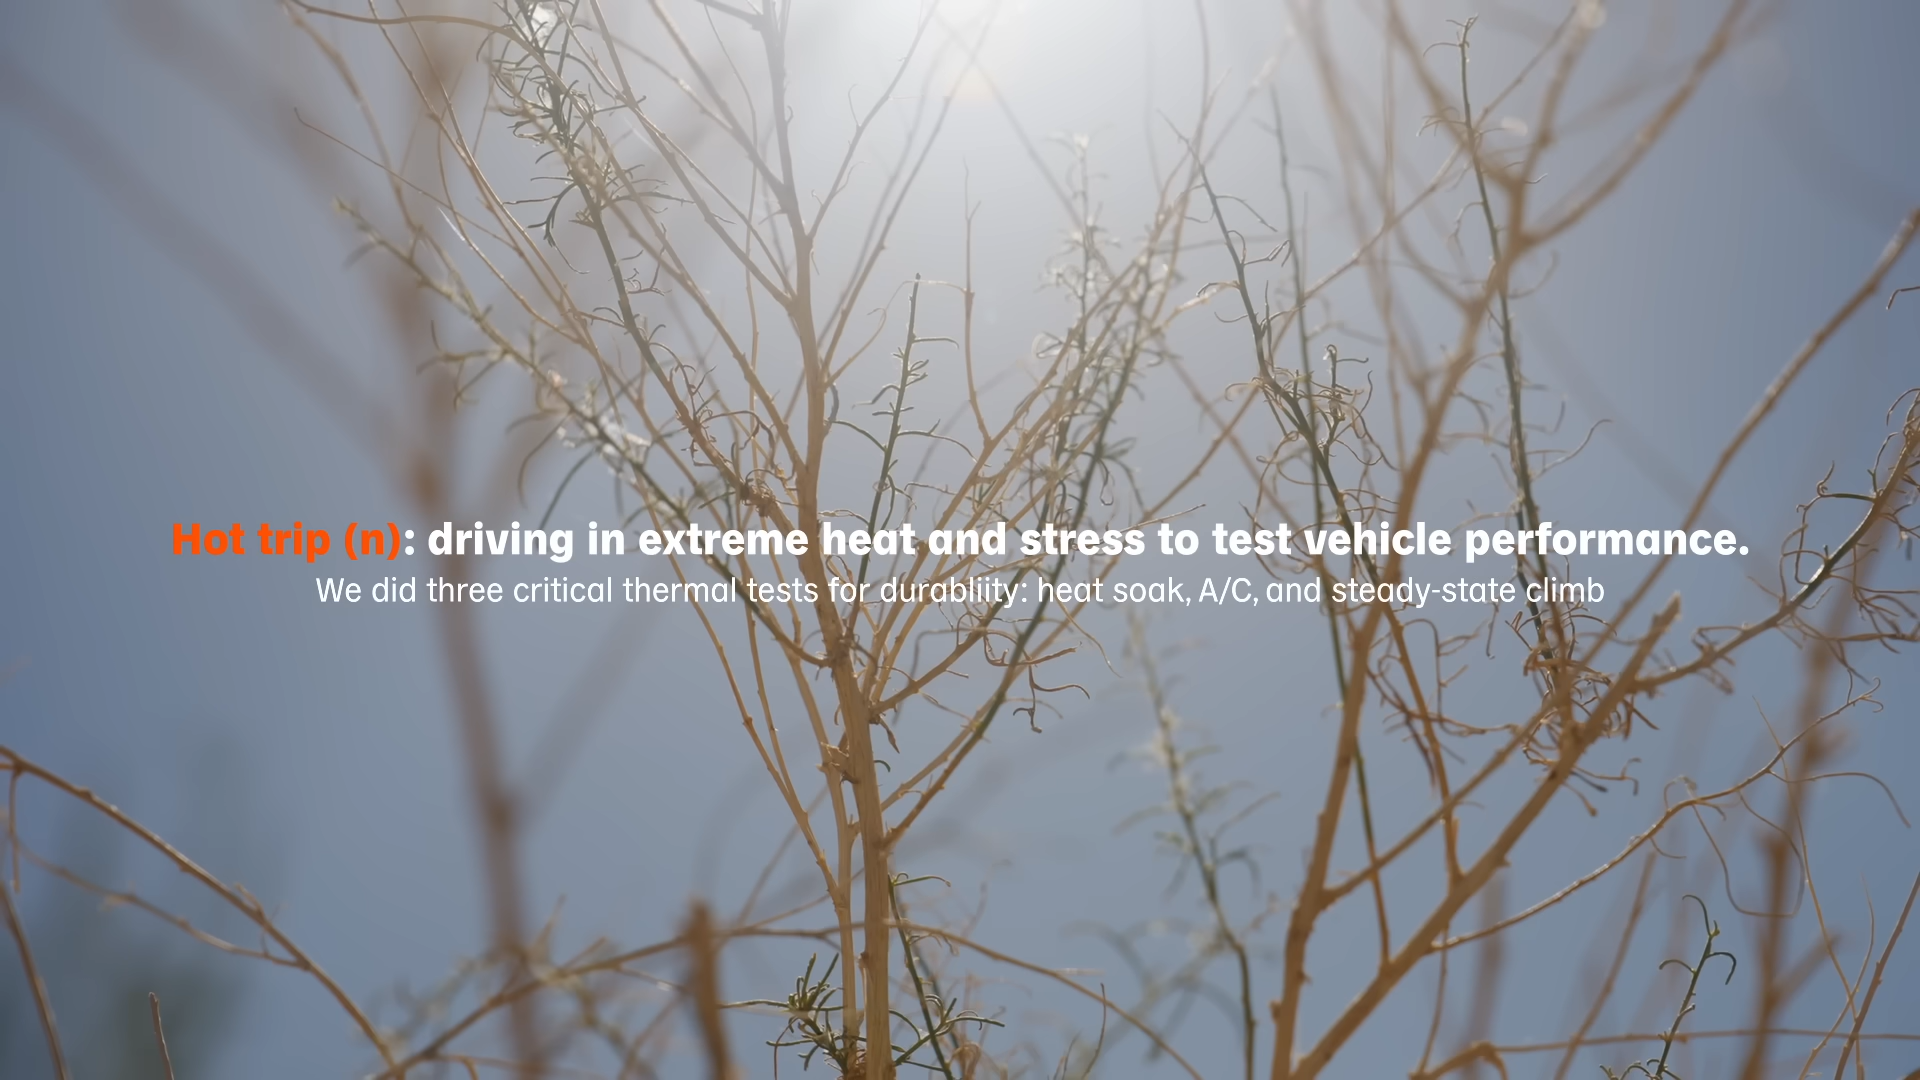 Hot trip (n): driving in extreme heat and stress to test vehicle performance.
We did three critical thermal tests for durabliity: heat soak, A/C, and steady-state climb